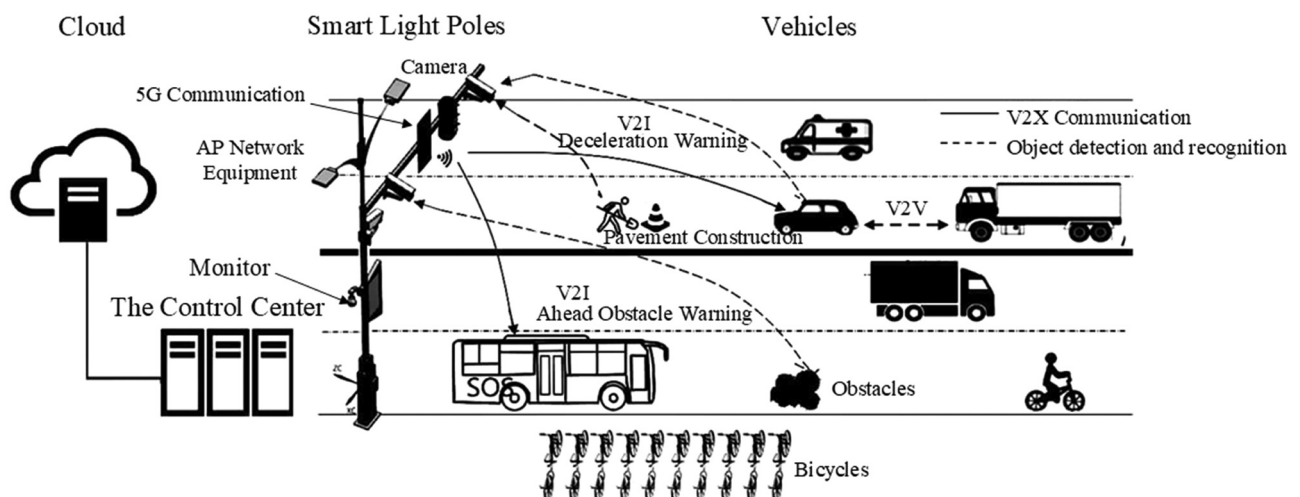 Cloud
Smart Light Poles
Vehicles
Camera
5G Communication
AP Network
Equipment
V2I
Deceleration Warning
V2X Communication
Object detection and recognition
V2V
Pavement Construction
Monitor
The Control Center
V2I
Ahead Obstacle Warning
SOS
Obstacles
Bicycles